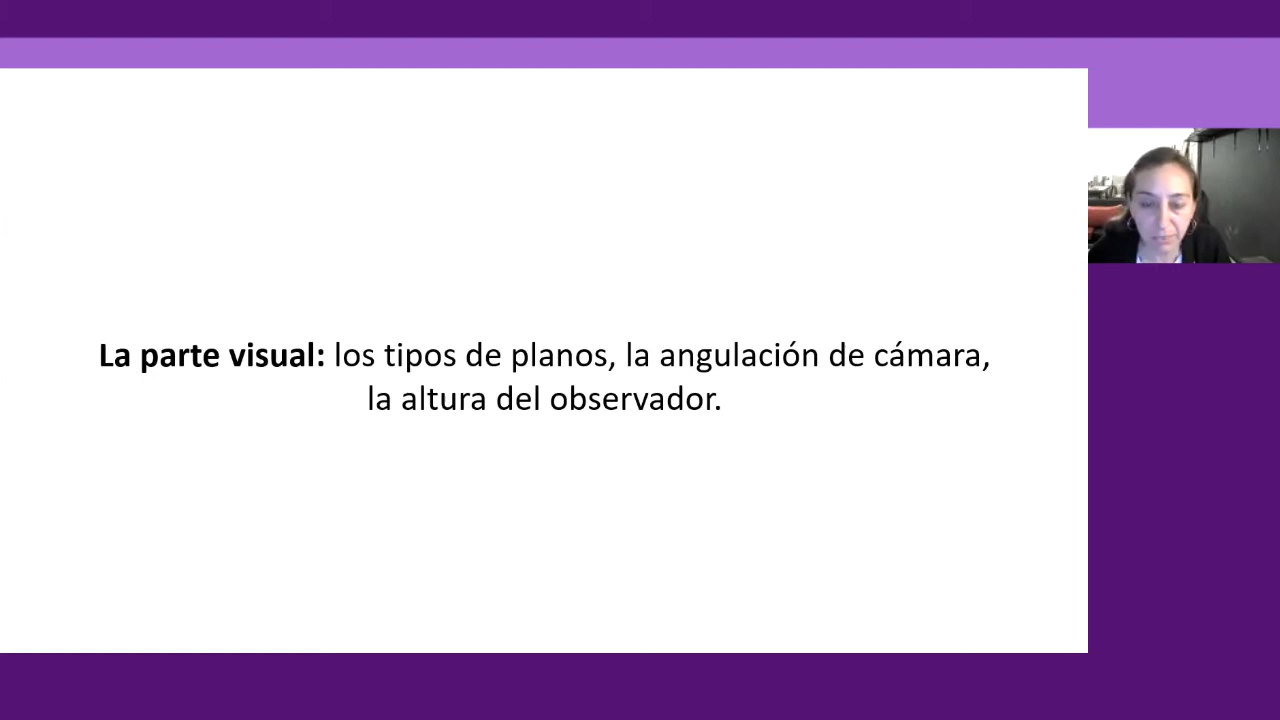 La parte visual: los tipos de planos, la angulación de cámara,
la altura del observador.